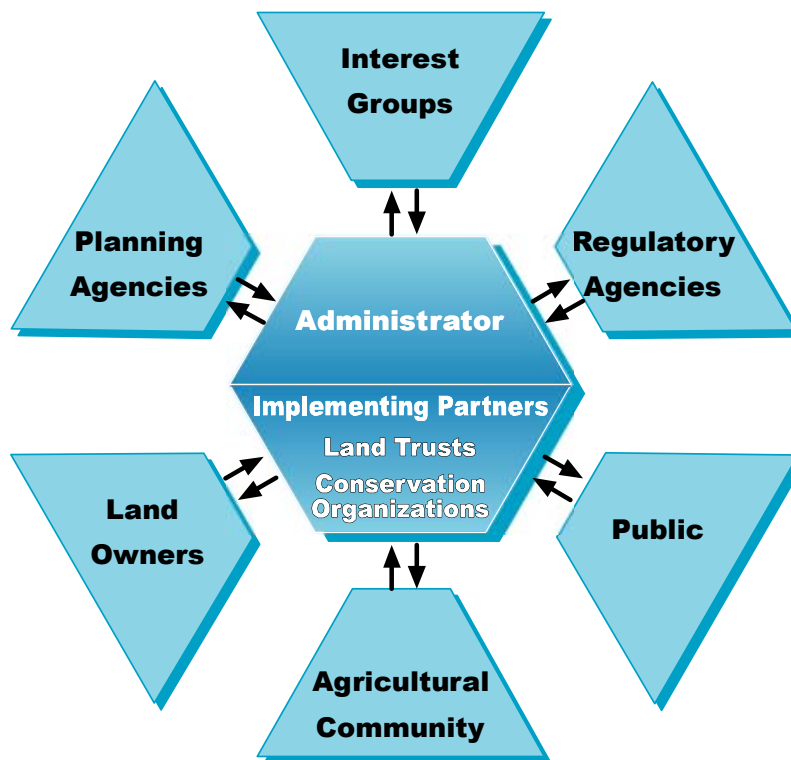 Interest
Groups
Planning
Agencies
Regulatory
Agencies
Administrator
Implementing Partners
Land Trusts
Conservation
Organizations
Land
Owners
Public
Agricultural
Community